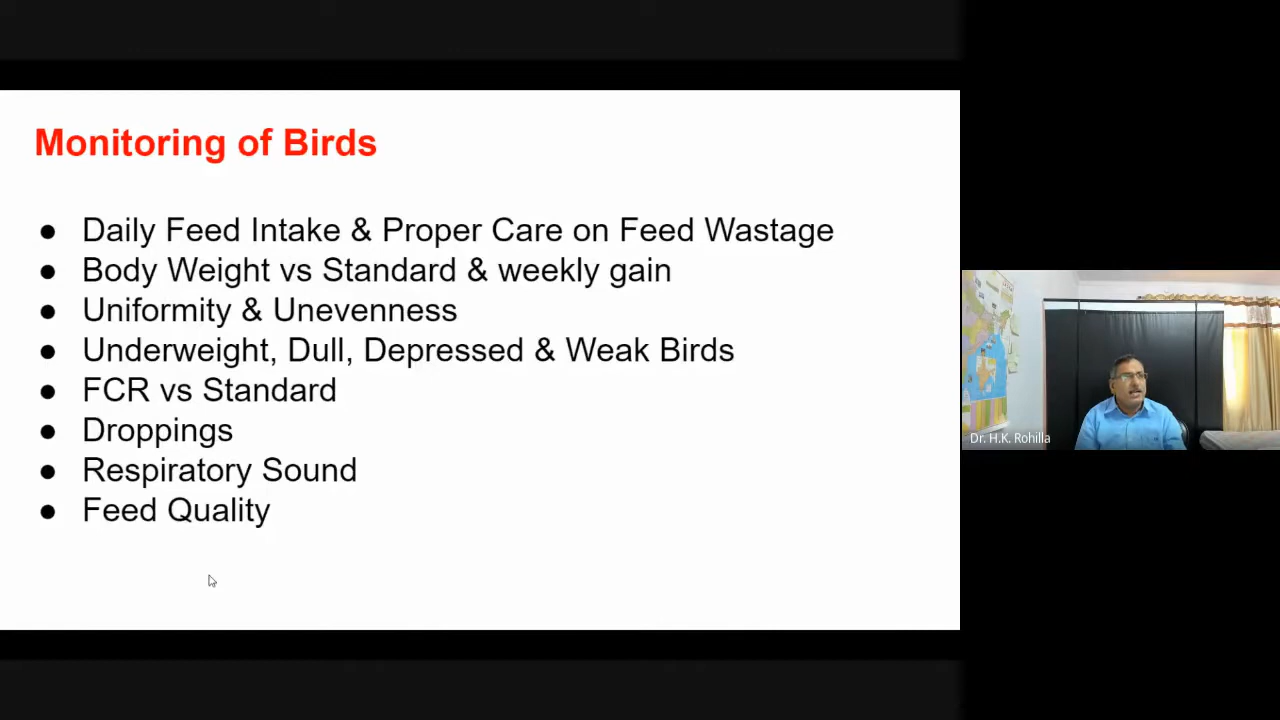 Monitoring of Birds
● Daily Feed Intake & Proper Care on Feed Wastage
● Body Weight vs Standard & weekly gain
● Uniformity & Unevenness
● Underweight, Dull, Depressed & Weak Birds
● FCR vs Standard
● Droppings
● Respiratory Sound
● Feed Quality
Dr. H.K. Rohilla